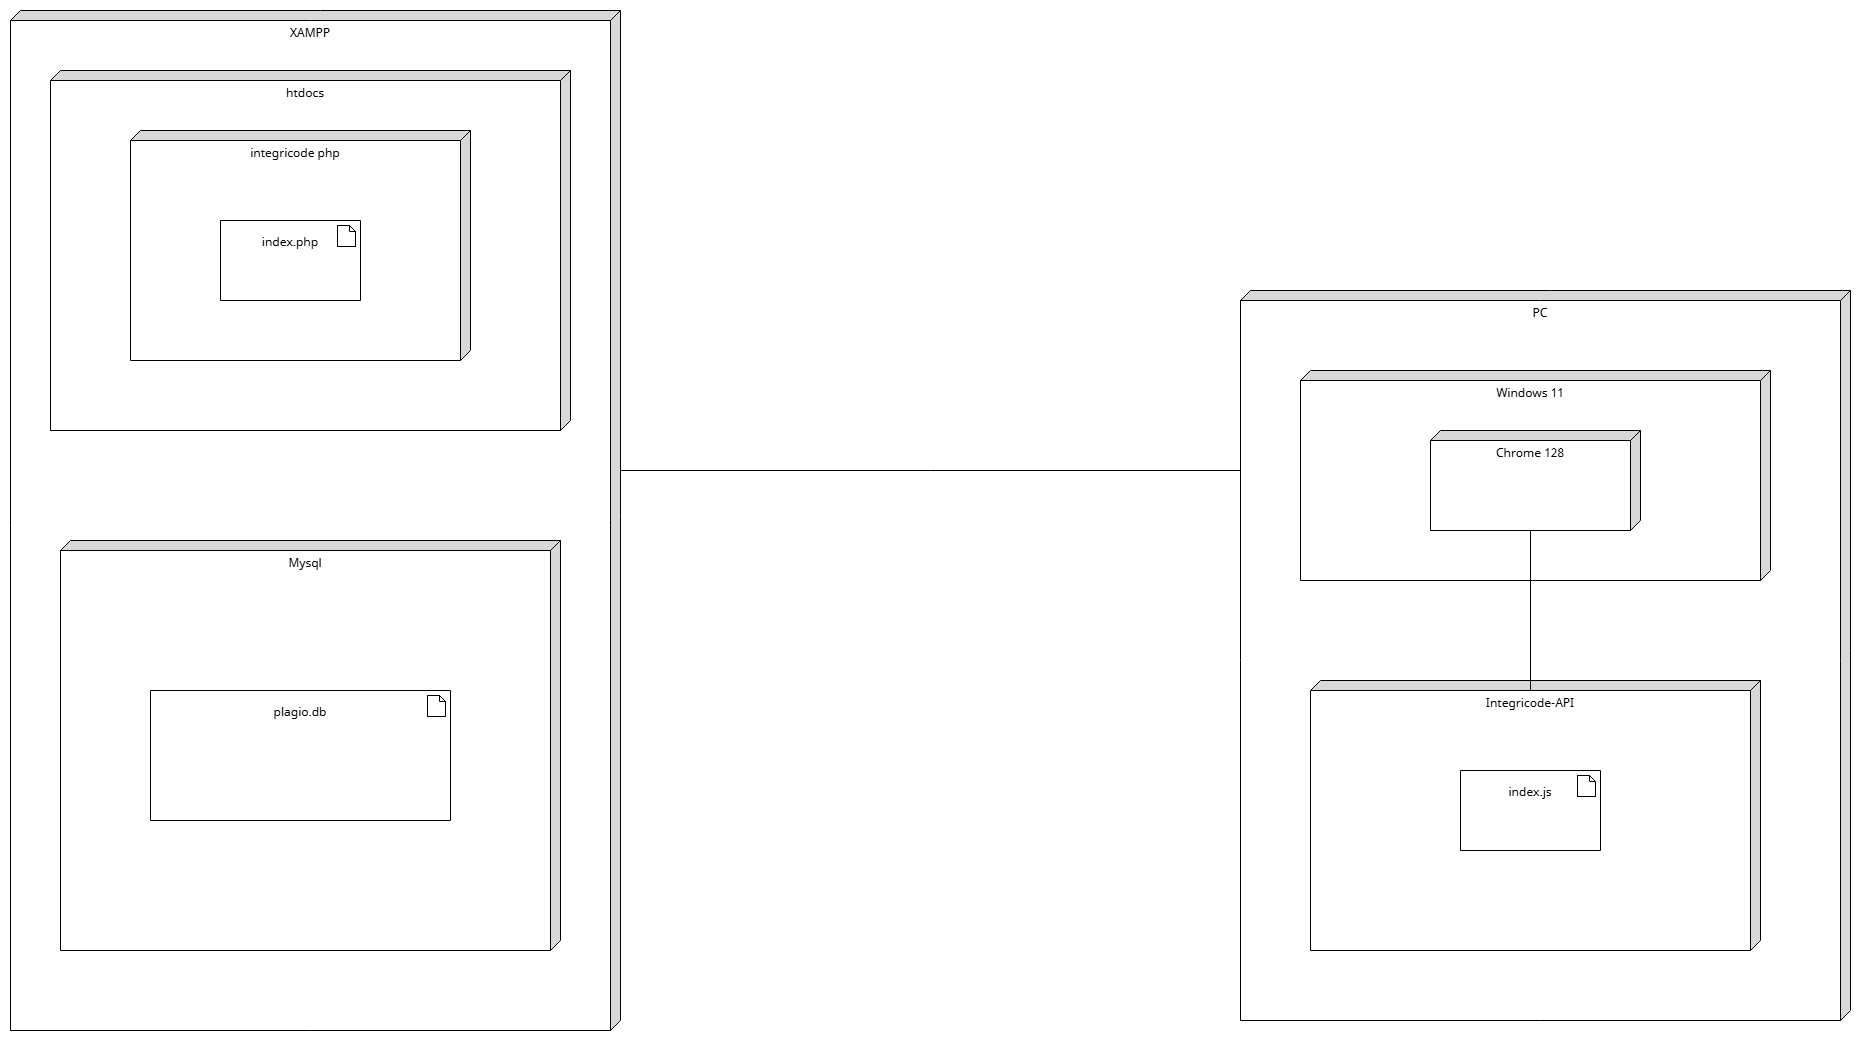 XAMPP
htdocs
integricode php
index.php
Mysql
plagio.db
PC
Windows 11
Chrome 128
Integricode-API
index.js